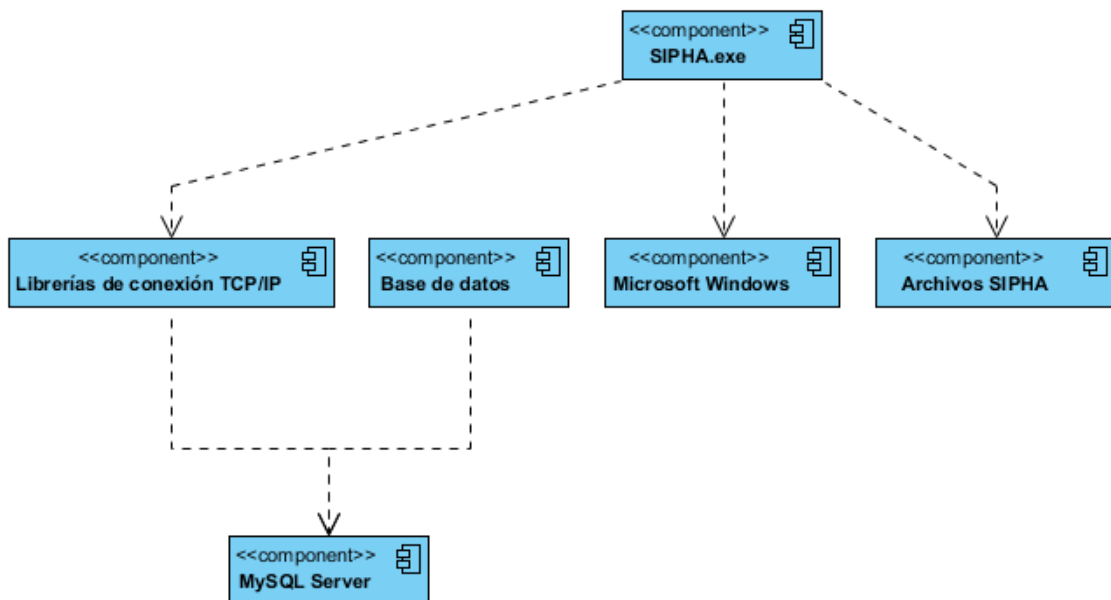 <<component>>
SIPHA.exe
<<component>>
Librerías de conexión TCP/IP
<<component>>
Base de datos
<<component>>
Microsoft Windows
<<component>>
Archivos SIPHA
<<component>>
MySQL Server